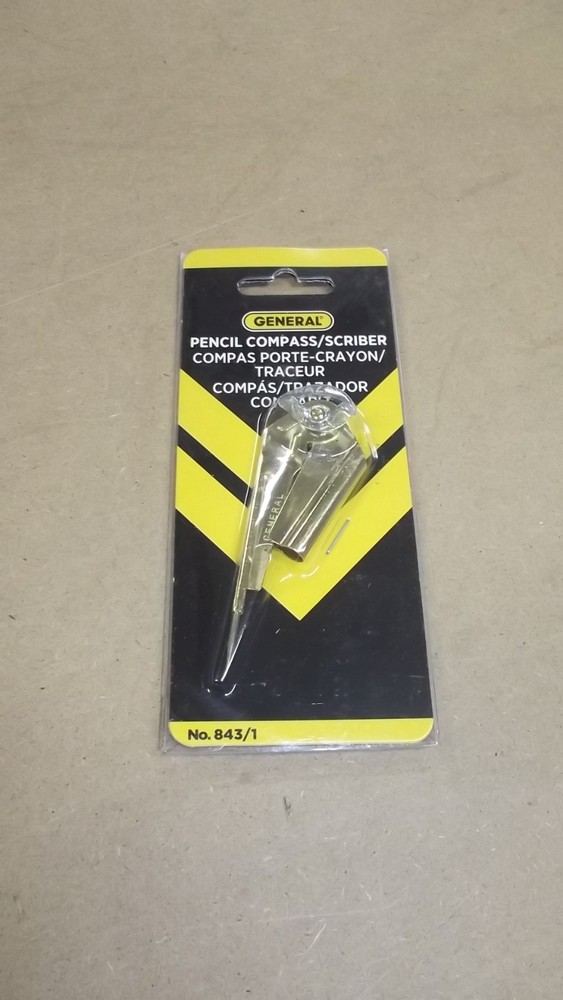 GENERAL®
PENCIL COMPASS/SCRIBER
COMPAS PORTE-CRAYON/
TRACEUR
COMPÁS/TRAZADOR
GENERAL
No. 843/1